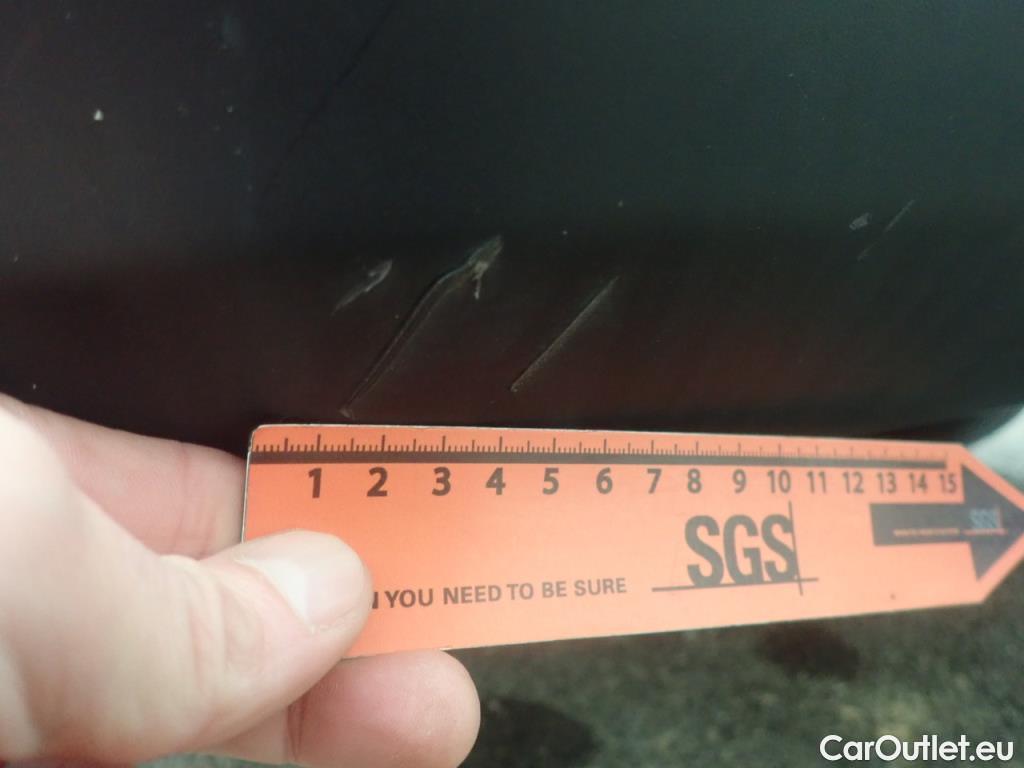 1 2 3 4 5 6 7 8 9 10 11 12 13 14 15
SGS
SGS
YOU NEED TO BE SURE
CarOutlet.eu